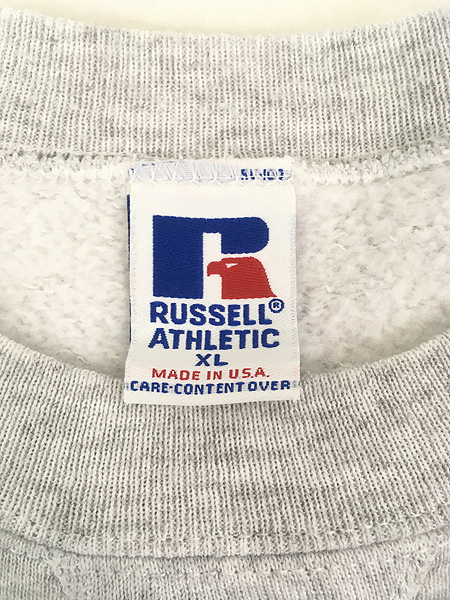 RUSSELL®
ATHLETIC
XL
MADE IN U.S.A.
CARE-CONTENT OVER